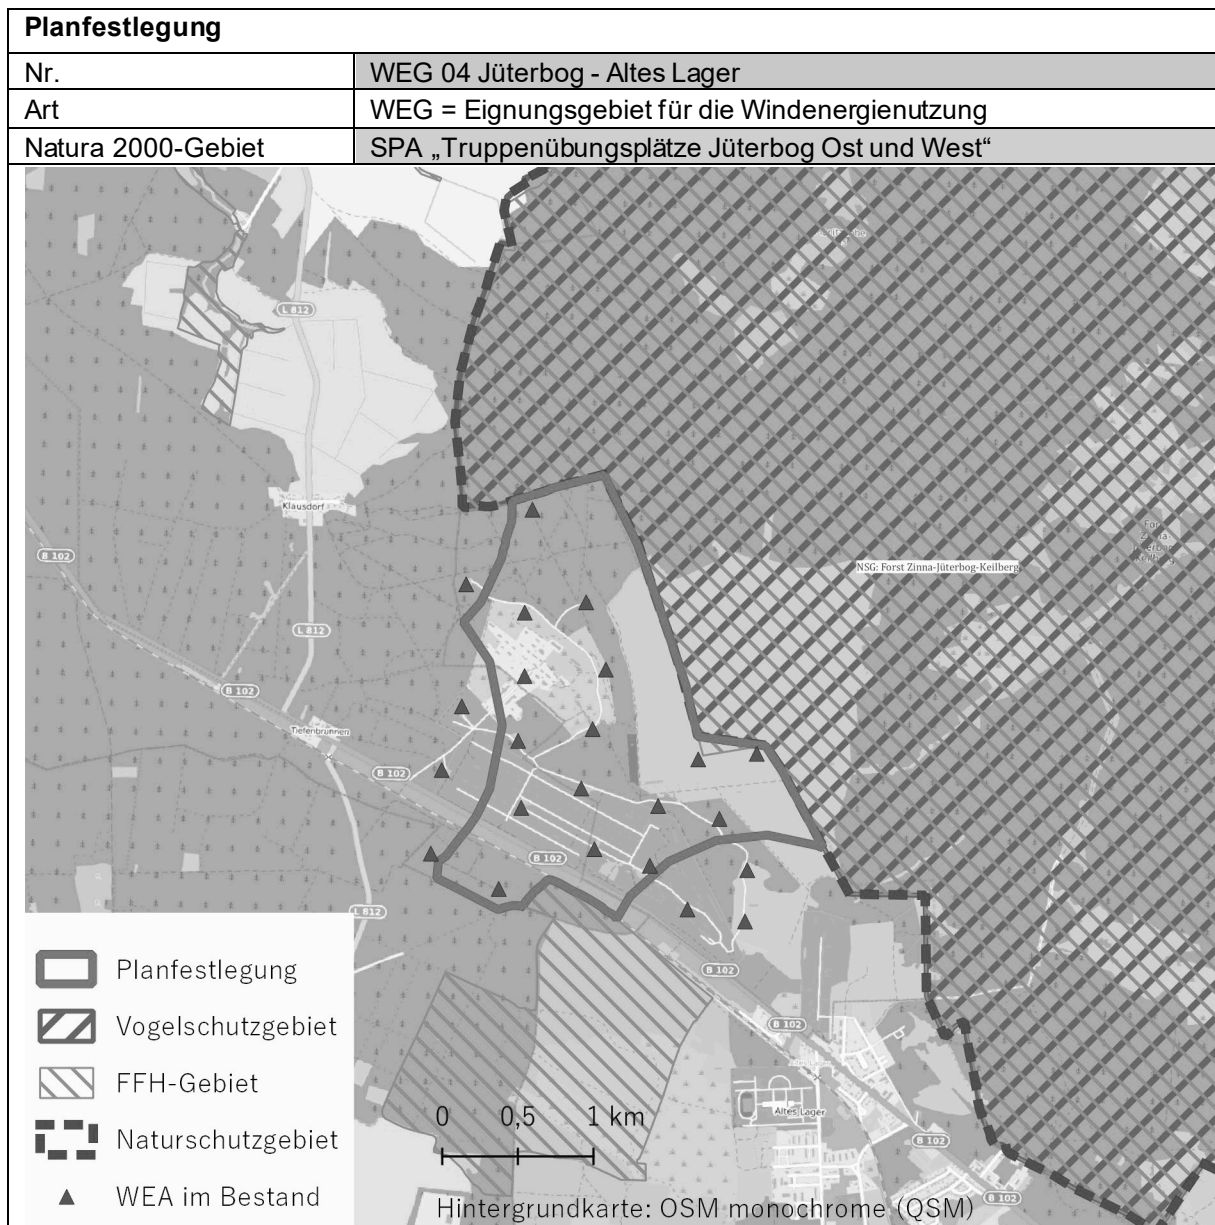 Planfestlegung
Nr. WEG 04 Jüterbog - Altes Lager
Art WEG = Eignungsgebiet für die Windenergienutzung
Natura 2000-Gebiet SPA „Truppenübungsplätze Jüterbog Ost und West“
L 812
Klausdorf
B 102
NSG: Forst Zinna-Jüterbog-Keilberg
L 812
B 102
Tiefenbrunnen
B 102
B 102
L 812
B 102
B 102
Altes Lager
B 102
B 102
Planfestlegung
Vogelschutzgebiet
FFH-Gebiet
Naturschutzgebiet
WEA im Bestand
0 0,5 1 km
Hintergrundkarte: OSM monochrome (QSM)